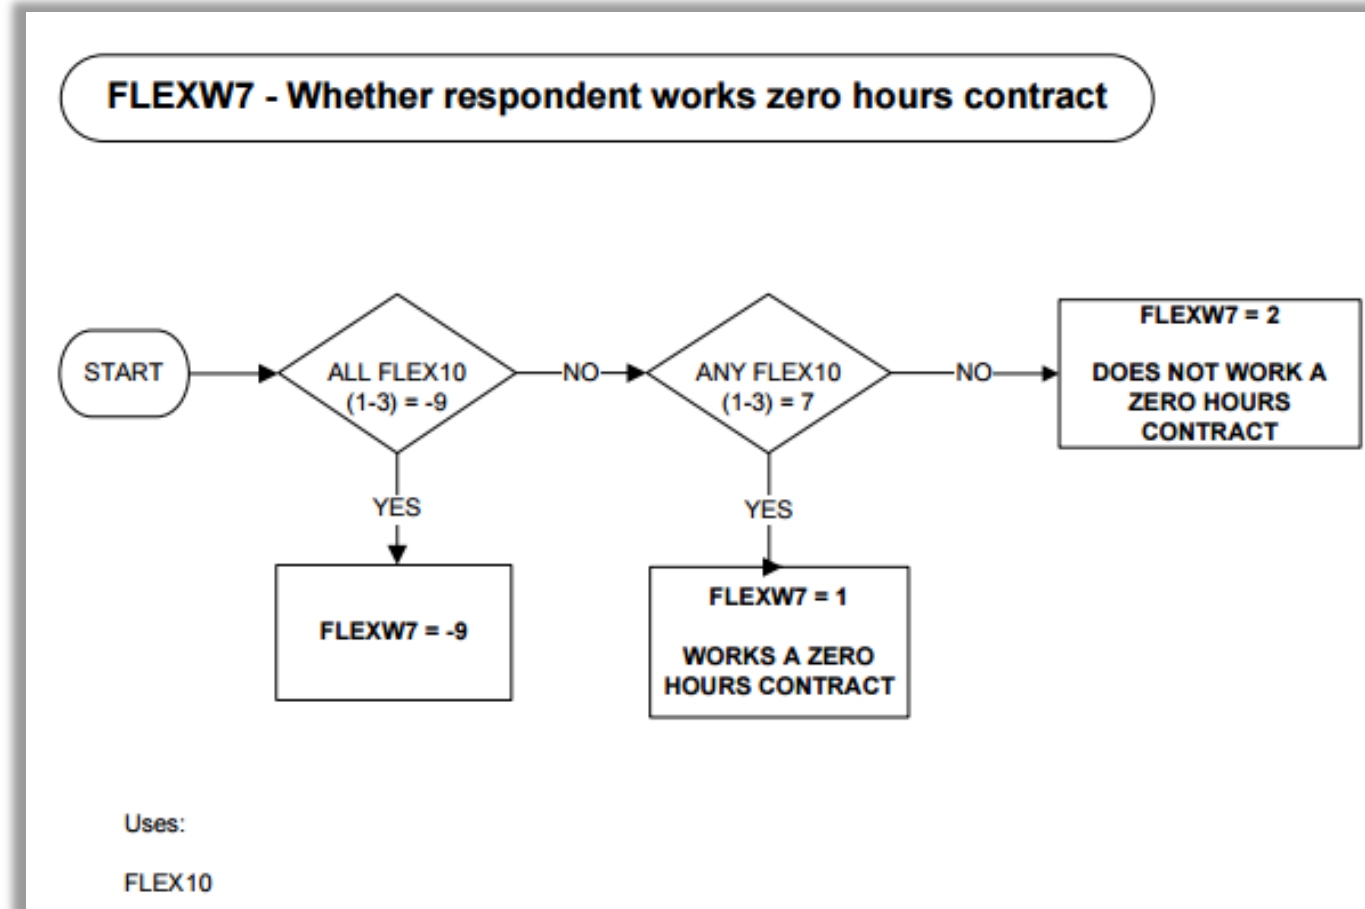 FLEXW7 - Whether respondent works zero hours contract
START
ALL FLEX10
(1-3) = -9
NO
ANY FLEX10
(1-3) = 7
NO
FLEXW7 = 2
DOES NOT WORK A
ZERO HOURS
CONTRACT
YES
YES
FLEXW7 = -9
FLEXW7 = 1
WORKS A ZERO
HOURS CONTRACT
Uses:
FLEX10